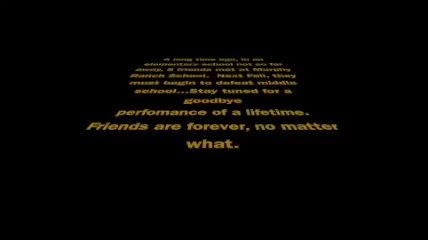 A long time ago, in an
elementary school not so far
away, 8 friends met at Murphy
Ranch School. Next Fall, they
must begin to defeat middle
school...Stay tuned for a
goodbye
perfomance of a lifetime.
Friends are forever, no matter
what.